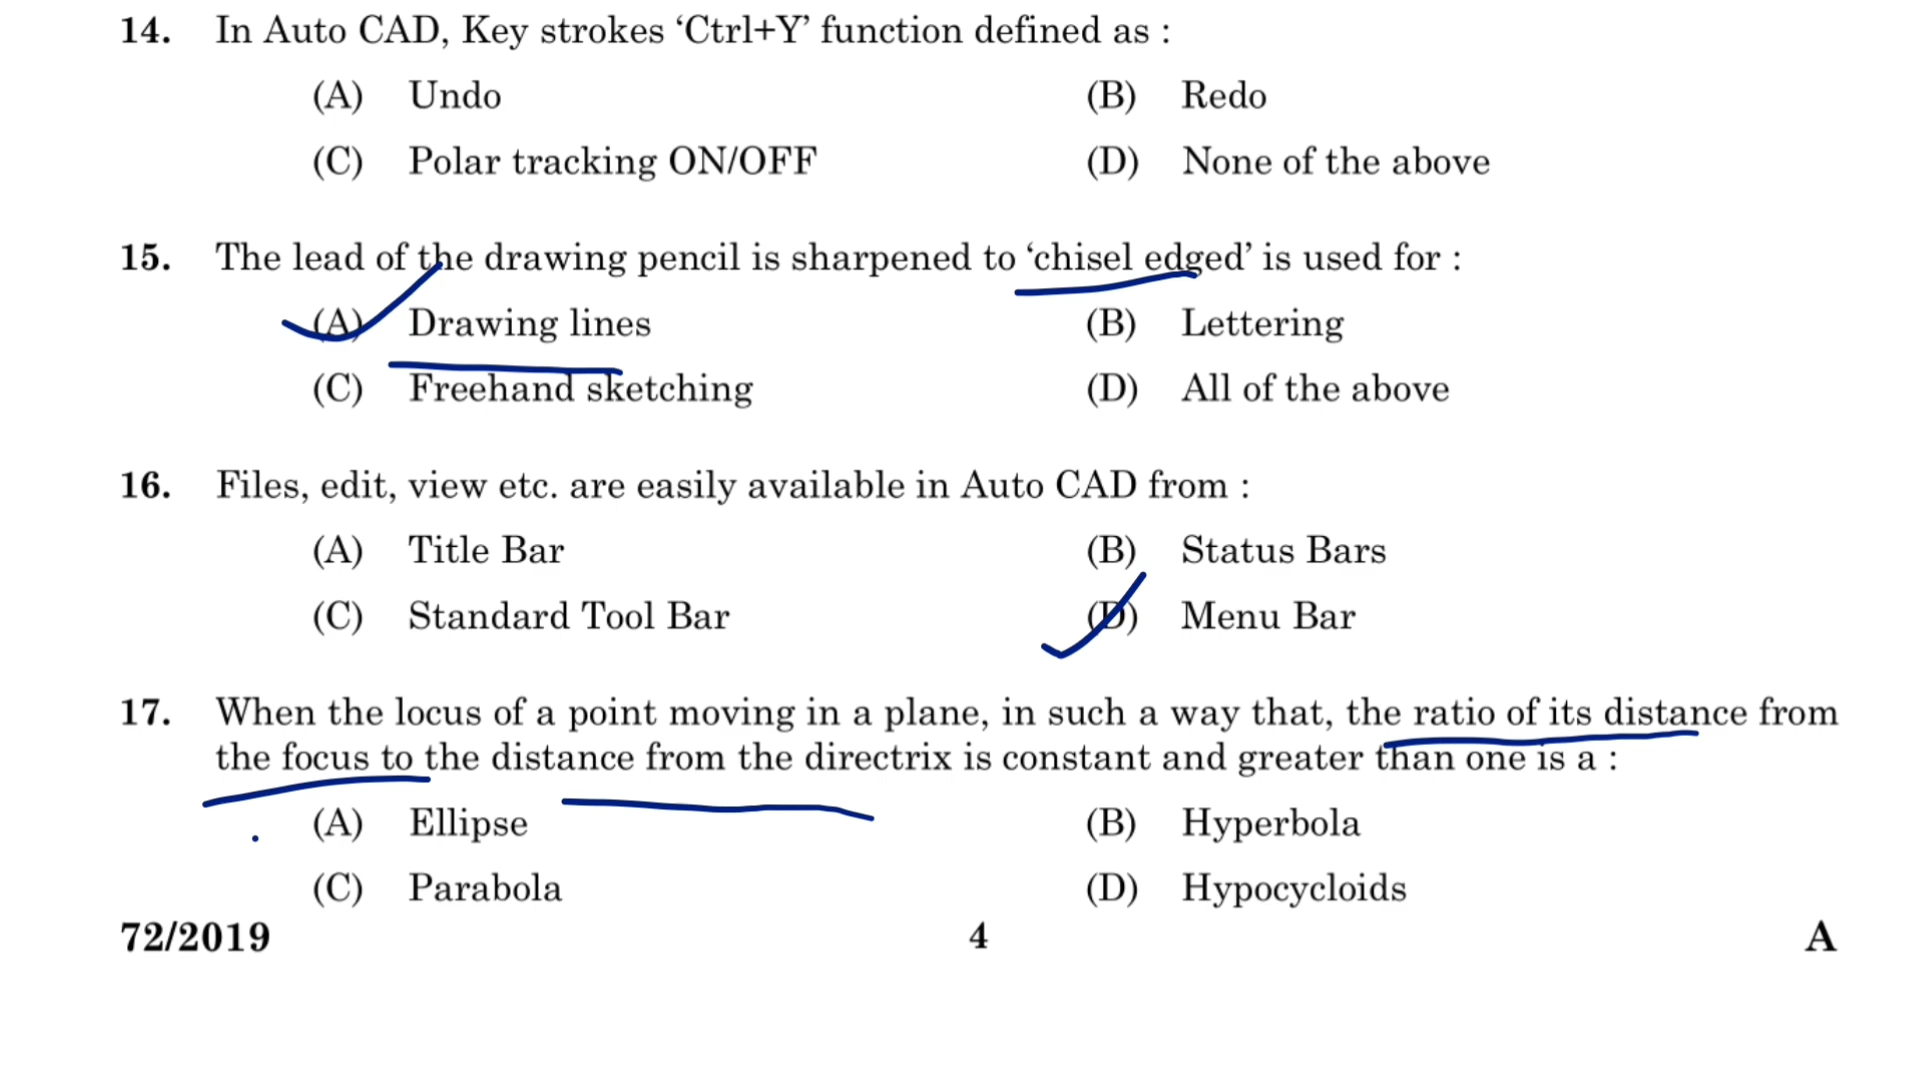 14. In Auto CAD, Key strokes ‘Ctrl+Y’ function defined as :
(A) Undo (B) Redo
(C) Polar tracking ON/OFF (D) None of the above
15. The lead of the drawing pencil is sharpened to ‘chisel edged’ is used for :
(A) Drawing lines (B) Lettering
(C) Freehand sketching (D) All of the above
16. Files, edit, view etc. are easily available in Auto CAD from :
(A) Title Bar (B) Status Bars
(C) Standard Tool Bar (D) Menu Bar
17. When the locus of a point moving in a plane, in such a way that, the ratio of its distance from
the focus to the distance from the directrix is constant and greater than one is a :
(A) Ellipse (B) Hyperbola
(C) Parabola (D) Hypocycloids
72/2019 4 A